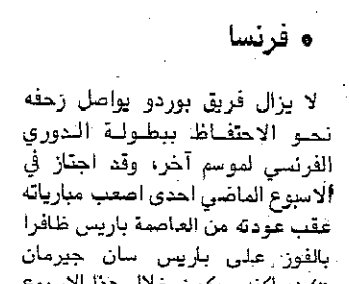 • فرنسا
لا يزال فريق بوردو يواصل زحفه
نحو الاحتفاظ ببطولة الدوري
الفرنسي لموسم آخر، وقد اجتاز في
الاسبوع الماضي احدى اصعب مبارياته
عقب عودته من العاصمة باريس ظافرا
بالفوز على باريس سان جيرمان